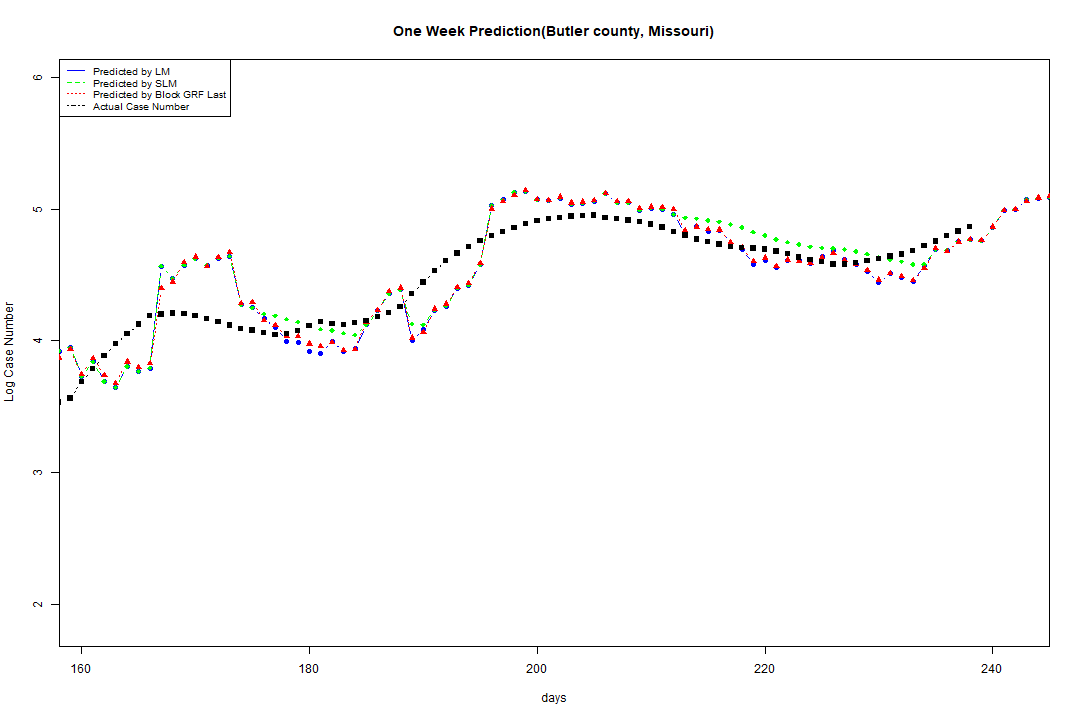 One Week Prediction(Butler county, Missouri)
Predicted by LM
Predicted by SLM
Predicted by Block GRF Last
Actual Case Number
6
5
4
3
2
Log Case Number
160 180 200 220 240
days